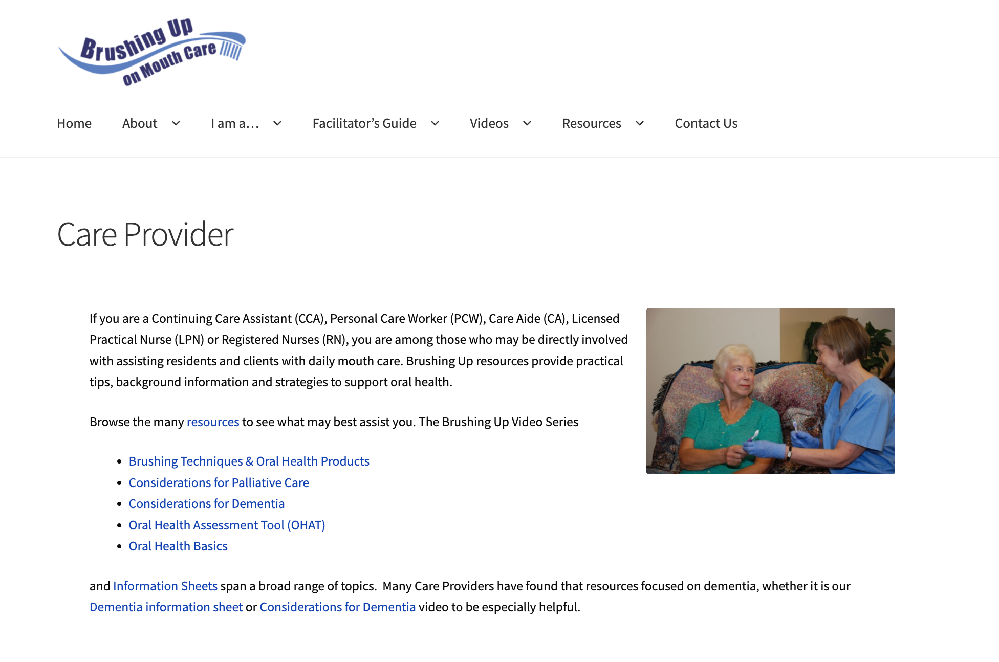 Brushing Up
on Mouth Care
Home About I am a… Facilitator’s Guide Videos Resources Contact Us
Care Provider
If you are a Continuing Care Assistant (CCA), Personal Care Worker (PCW), Care Aide (CA), Licensed
Practical Nurse (LPN) or Registered Nurses (RN), you are among those who may be directly involved
with assisting residents and clients with daily mouth care. Brushing Up resources provide practical
tips, background information and strategies to support oral health.
Browse the many resources to see what may best assist you. The Brushing Up Video Series
• Brushing Techniques & Oral Health Products
• Considerations for Palliative Care
• Considerations for Dementia
• Oral Health Assessment Tool (OHAT)
• Oral Health Basics
and Information Sheets span a broad range of topics.  Many Care Providers have found that resources focused on dementia, whether it is our
Dementia information sheet or Considerations for Dementia video to be especially helpful.